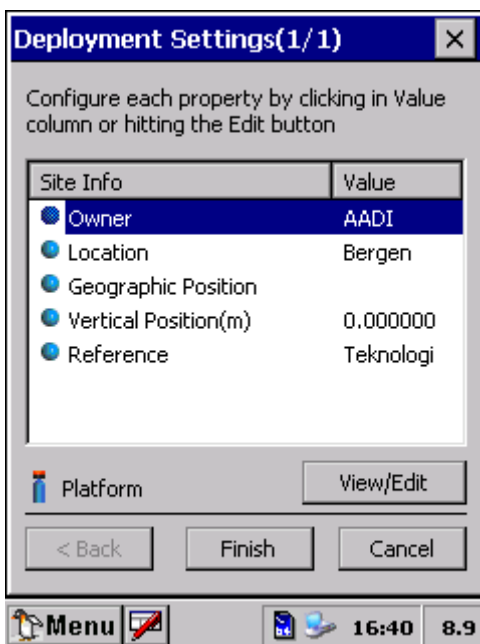 Deployment Settings(1/1)
Configure each property by clicking in Value
column or hitting the Edit button
Site Info Value
Owner AADI
Location Bergen
Geographic Position
Vertical Position(m) 0.000000
Reference Teknologi
Platform View/Edit
< Back Finish Cancel
Menu 16:40 8.9